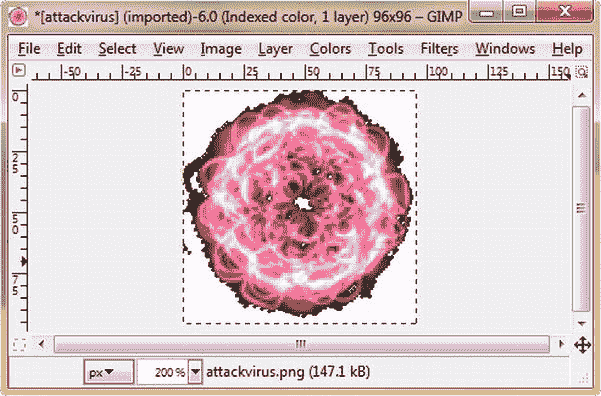 *[attackvirus] (imported)-6.0 (Indexed color, 1 layer) 96x96 – GIMP
File Edit Select View Image Layer Colors Tools Filters Windows Help
-50 -25 0 25 50 75 100 125 150
0
25
50
75
px 200 % attackvirus.png (147.1 kB)